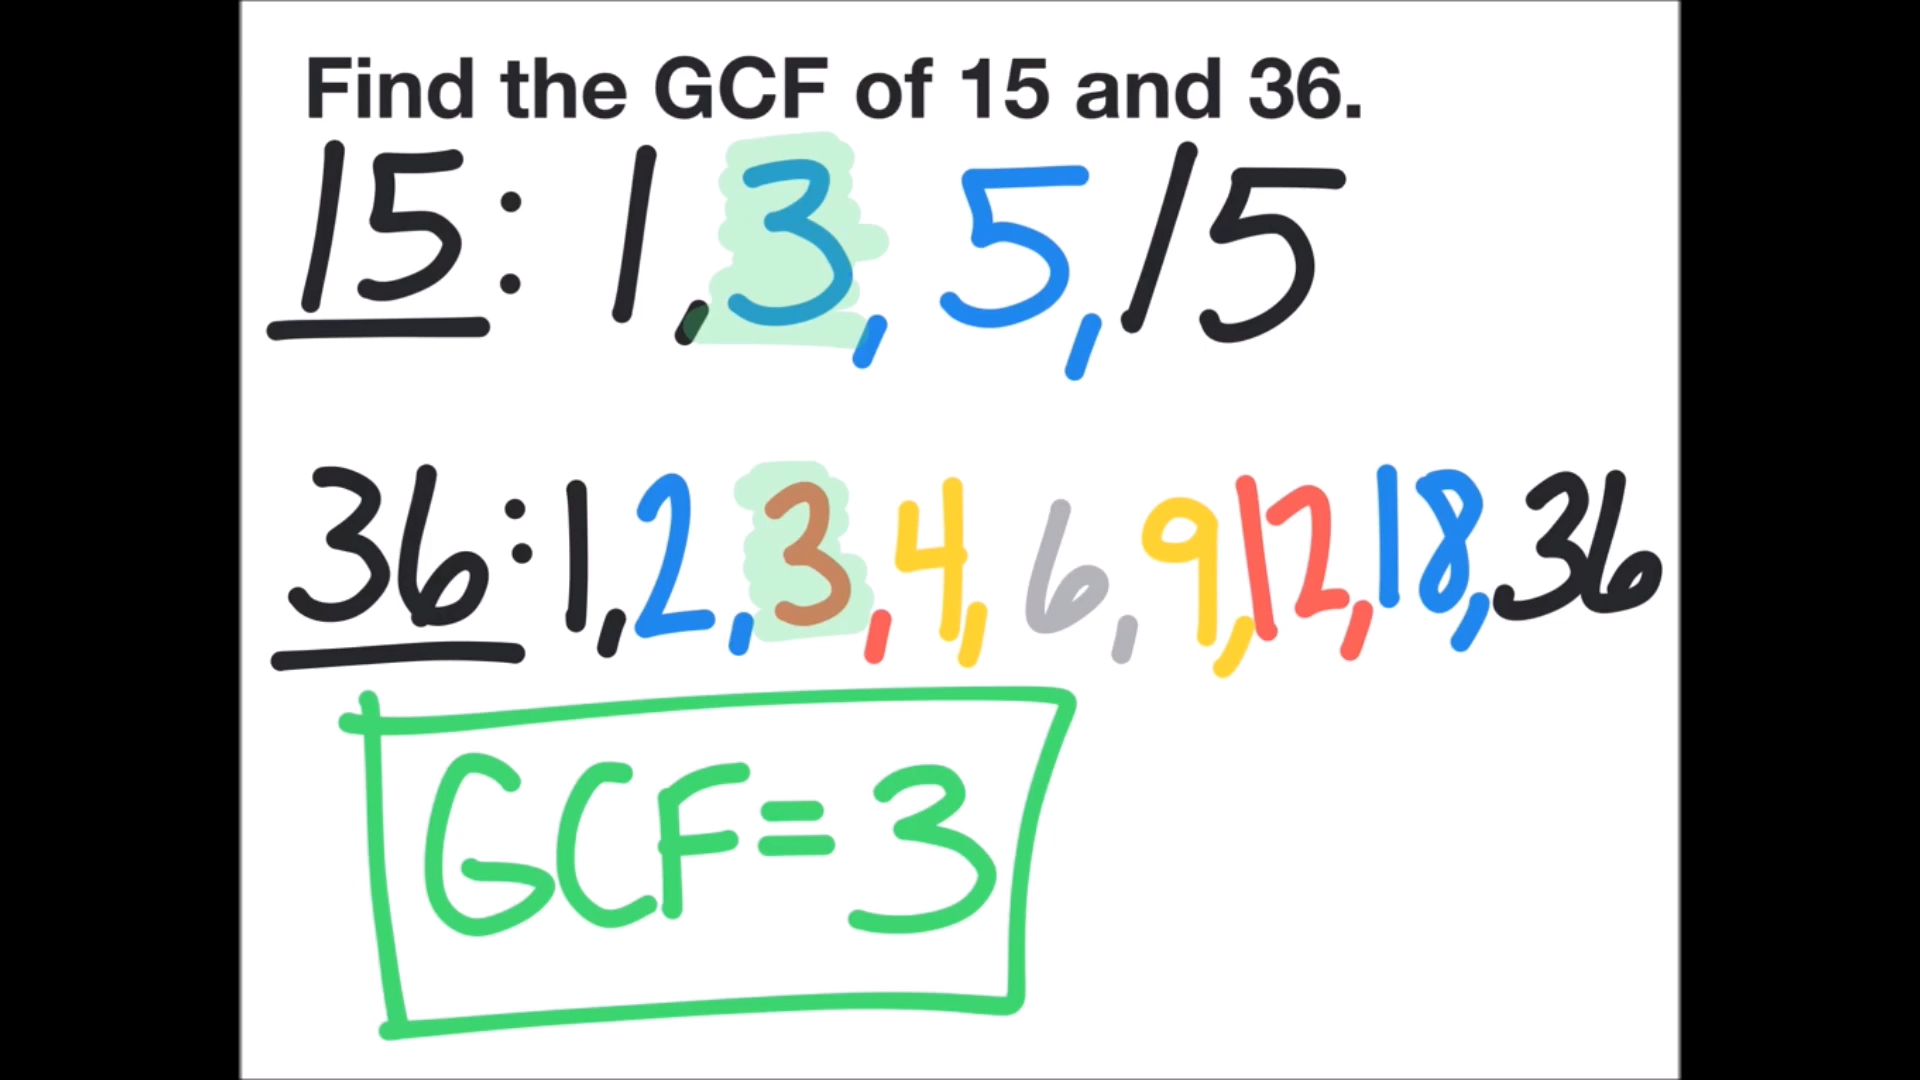 Find the GCF of 15 and 36.
15: 1, 3, 5, 15
36: 1, 2, 3, 4, 6, 9, 12, 18, 36
GCF = 3